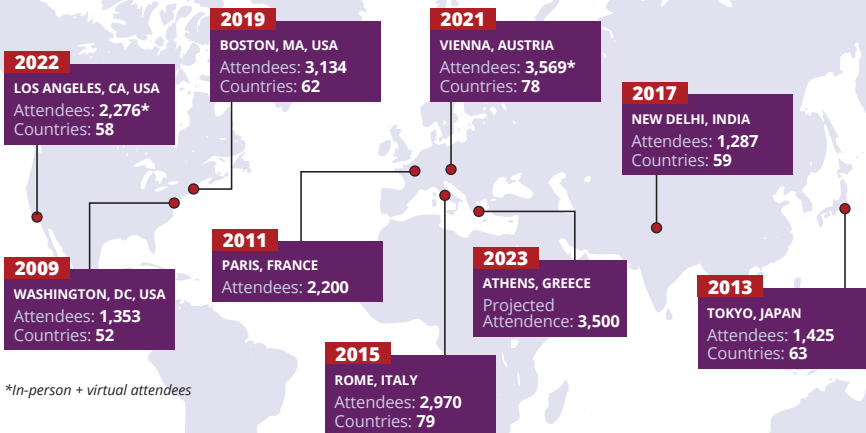 2019
BOSTON, MA, USA
Attendees: 3,134
Countries: 62
2021
VIENNA, AUSTRIA
Attendees: 3,569*
Countries: 78
2022
LOS ANGELES, CA, USA
Attendees: 2,276*
Countries: 58
2017
NEW DELHI, INDIA
Attendees: 1,287
Countries: 59
2009
WASHINGTON, DC, USA
Attendees: 1,353
Countries: 52
2011
PARIS, FRANCE
Attendees: 2,200
2023
ATHENS, GREECE
Projected
Attendence: 3,500
2013
TOKYO, JAPAN
Attendees: 1,425
Countries: 63
2015
ROME, ITALY
Attendees: 2,970
Countries: 79
*In-person + virtual attendees